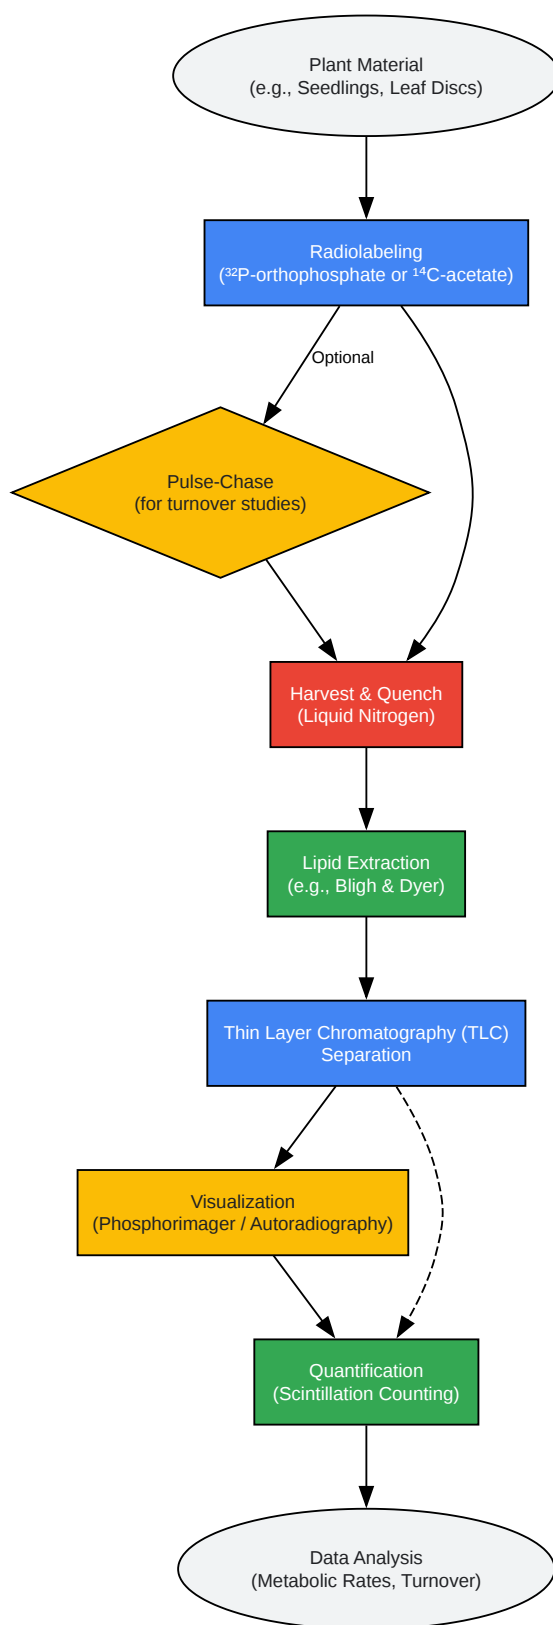 Plant Material
(e.g., Seedlings, Leaf Discs)
Radiolabeling
(³²P-orthophosphate or ¹⁴C-acetate)
Optional
Pulse-Chase
(for turnover studies)
Harvest & Quench
(Liquid Nitrogen)
Lipid Extraction
(e.g., Bligh & Dyer)
Thin Layer Chromatography (TLC)
Separation
Visualization
(Phosphorimager / Autoradiography)
Quantification
(Scintillation Counting)
Data Analysis
(Metabolic Rates, Turnover)